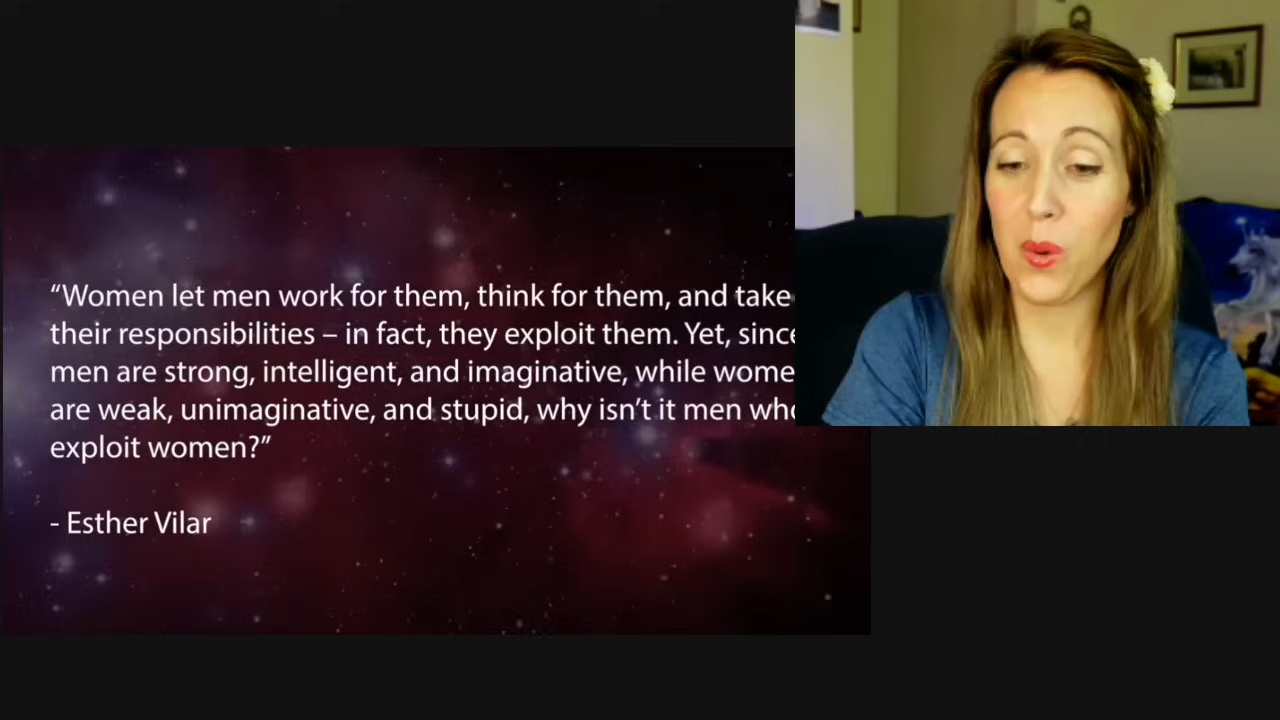 “Women let men work for them, think for them, and take
their responsibilities – in fact, they exploit them. Yet, since
men are strong, intelligent, and imaginative, while
are weak, unimaginative, and stupid, why isn’t it men
exploit women?”
- Esther Vilar